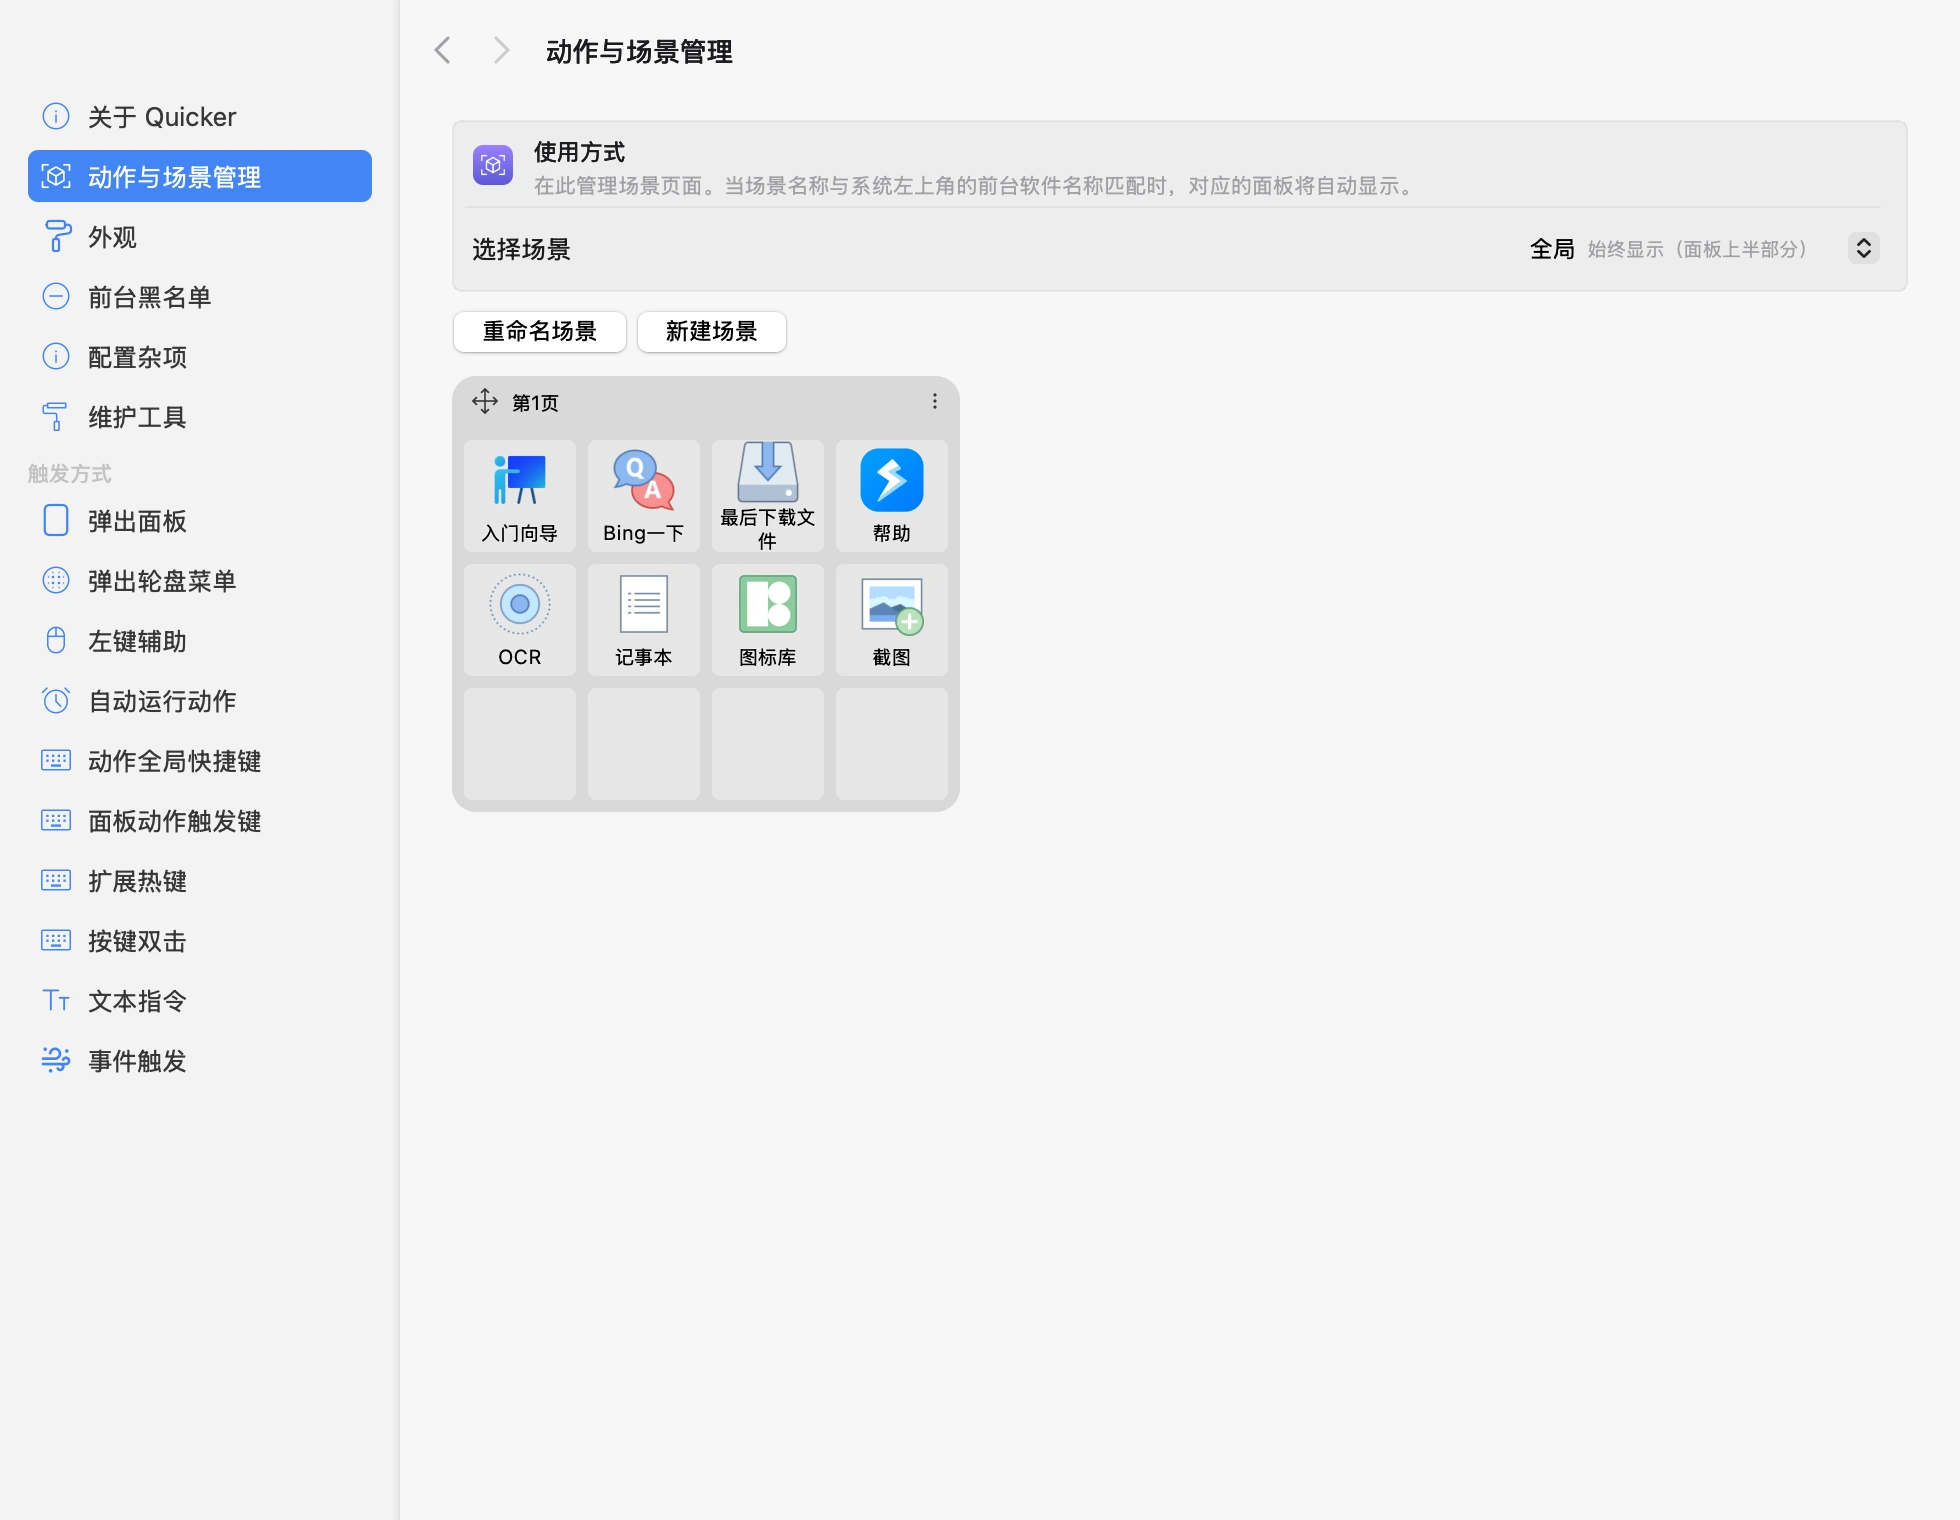 动作与场景管理
关于 Quicker
动作与场景管理
外观
前台黑名单
配置杂项
维护工具
触发方式
弹出面板
弹出轮盘菜单
左键辅助
自动运行动作
动作全局快捷键
面板动作触发键
扩展热键
按键双击
文本指令
事件触发
使用方式
在此管理场景页面。当场景名称与系统左上角的前台软件名称匹配时，对应的面板将自动显示。
选择场景
全局 始终显示（面板上半部分）
重命名场景
新建场景
第1页
入门向导
Q
A
Bing一下
最后下载文
件
帮助
OCR
记事本
图标库
截图